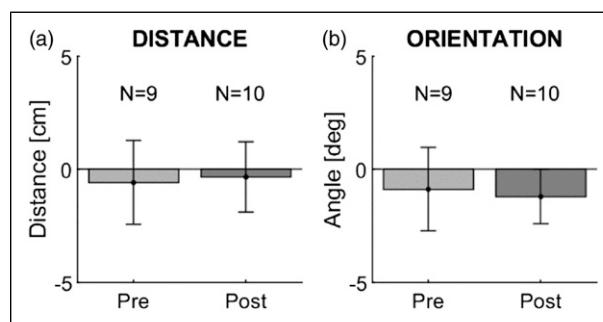 (a) DISTANCE
5
N=9 N=10
Distance [cm]
0
-5
Pre Post
(b) ORIENTATION
5
N=9 N=10
Angle [deg]
0
-5
Pre Post